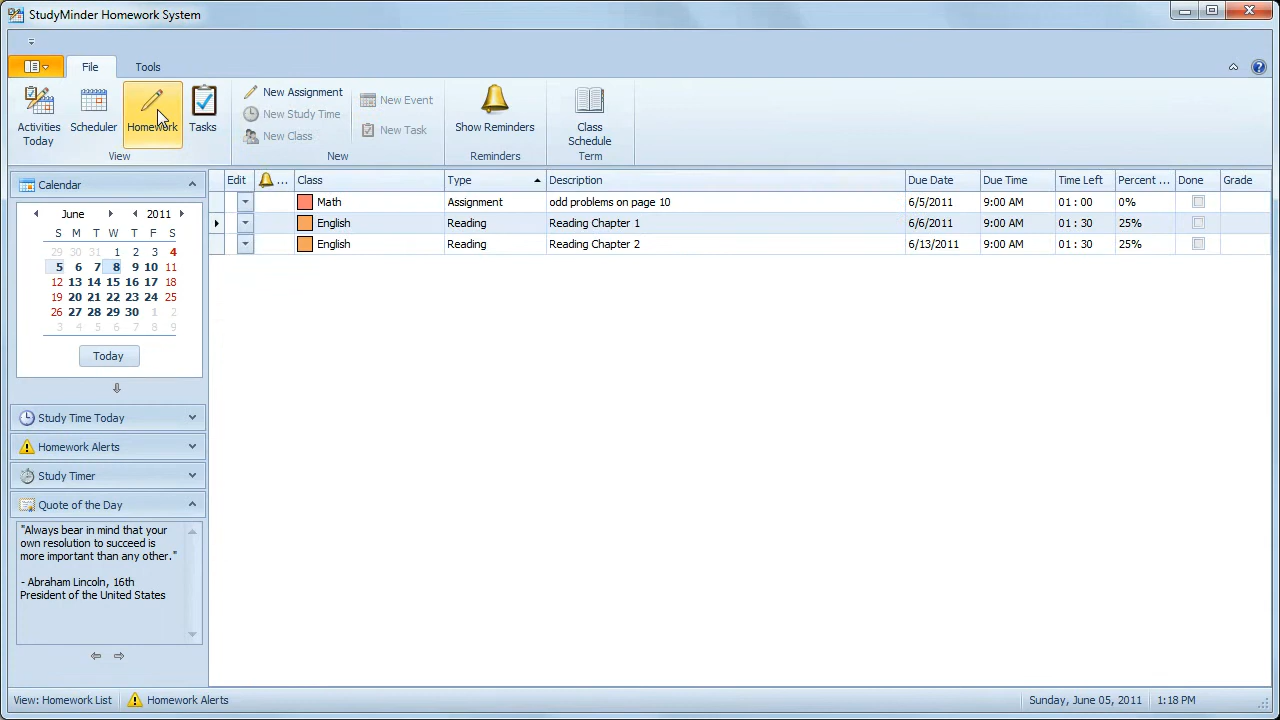 StudyMinder Homework System
File Tools
Activities Today
Scheduler
Homework
Tasks
View
New Assignment
New Study Time
New Class
New Event
New Task
New
Show Reminders
Reminders
Class Schedule
Term
Calendar
June 2011
S M T W T F S
29 30 31 1 2 3 4
5 6 7 8 9 10 11
12 13 14 15 16 17 18
19 20 21 22 23 24 25
26 27 28 29 30 1 2
3 4 5 6 7 8 9
Today
Study Time Today
Homework Alerts
Study Timer
Quote of the Day
"Always bear in mind that your
own resolution to succeed is
more important than any other."
- Abraham Lincoln, 16th
President of the United States
Edit ... Class Type Description Due Date Due Time Time Left Percent ... Done Grade
Math Assignment odd problems on page 10 6/5/2011 9:00 AM 01 : 00 0%
English Reading Reading Chapter 1 6/6/2011 9:00 AM 01 : 30 25%
English Reading Reading Chapter 2 6/13/2011 9:00 AM 01 : 30 25%
View: Homework List Homework Alerts Sunday, June 05, 2011 1:18 PM